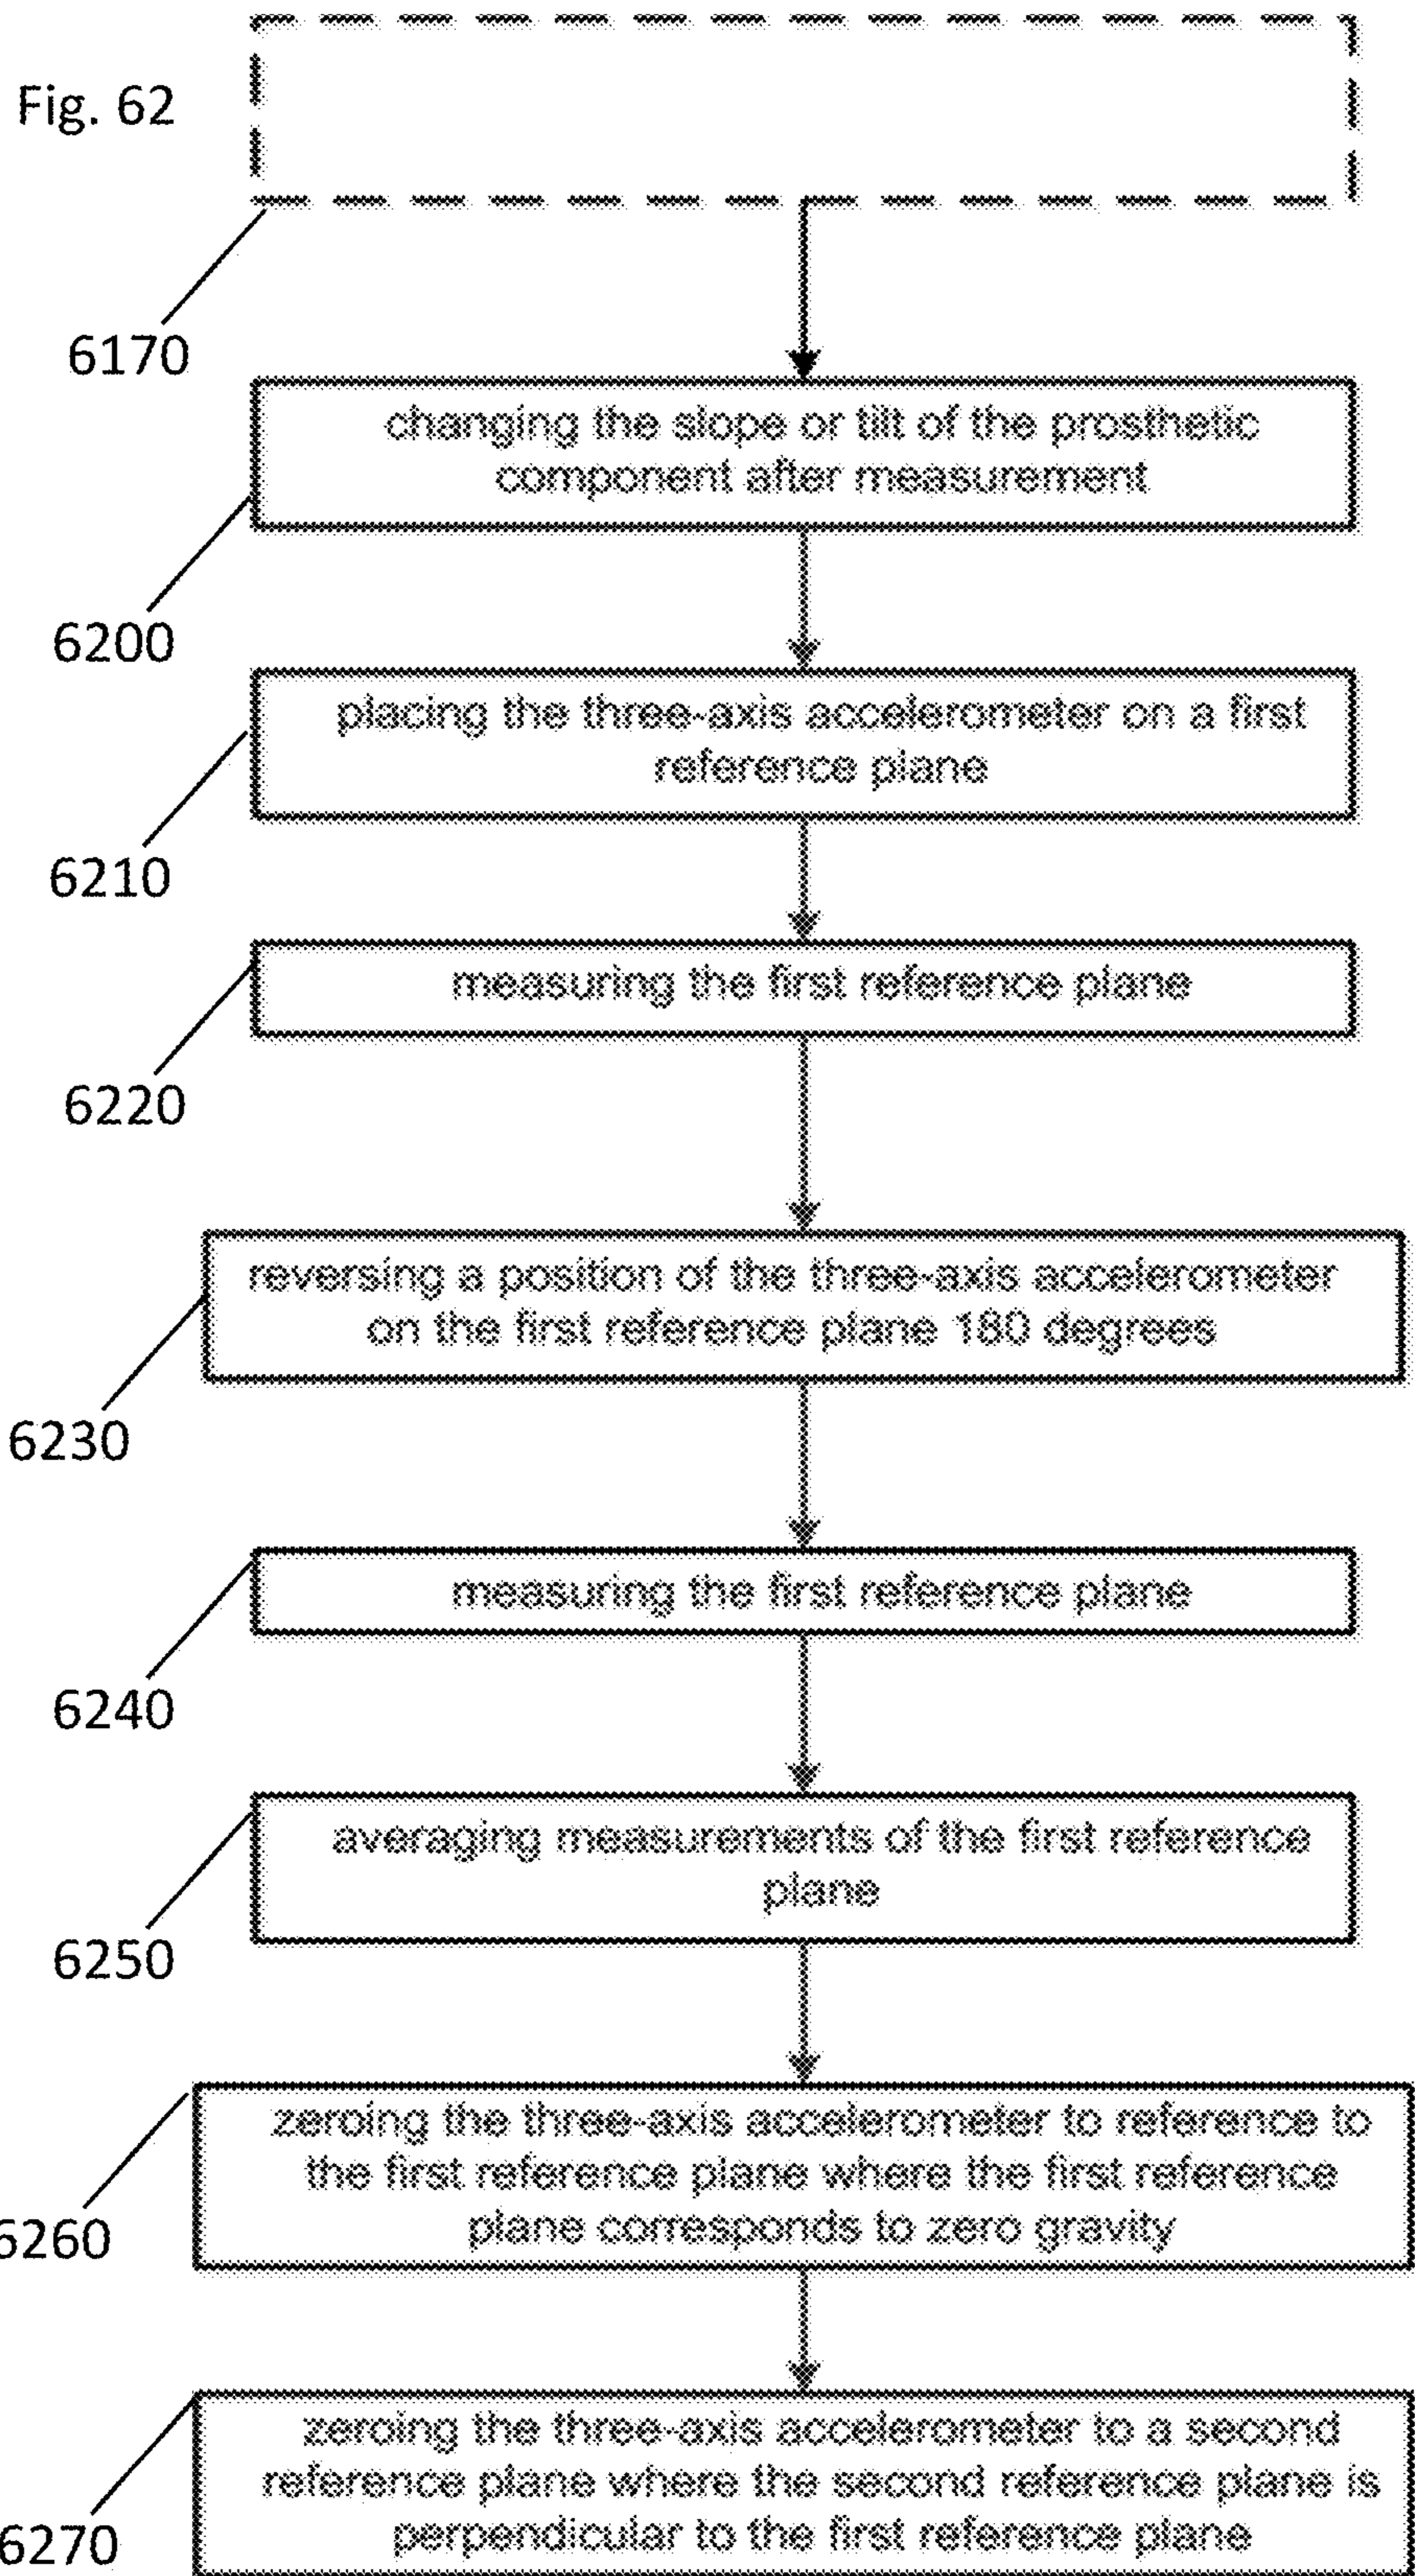 Fig. 62
6170
changing the slope or tilt of the prosthetic
component after measurement
6200
placing the three-axis accelerometer on a first
reference plane
6210
measuring the first reference plane
6220
reversing a position of the three-axis accelerometer
on the first reference plane 180 degrees
6230
measuring the first reference plane
6240
averaging measurements of the first reference
plane
6250
zeroing the three-axis accelerometer to reference to
the first reference plane where the first reference
plane corresponds to zero gravity
6260
zeroing the three-axis accelerometer to a second
reference plane where the second reference plane is
perpendicular to the first reference plane
6270